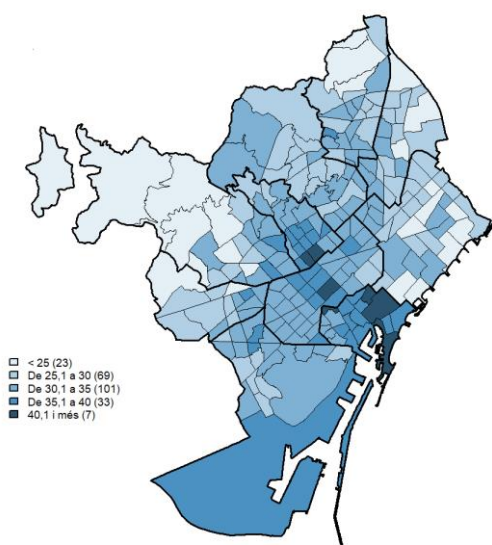 < 25 (23)
De 25,1 a 30 (69)
De 30,1 a 35 (101)
De 35,1 a 40 (33)
40,1 i més (7)